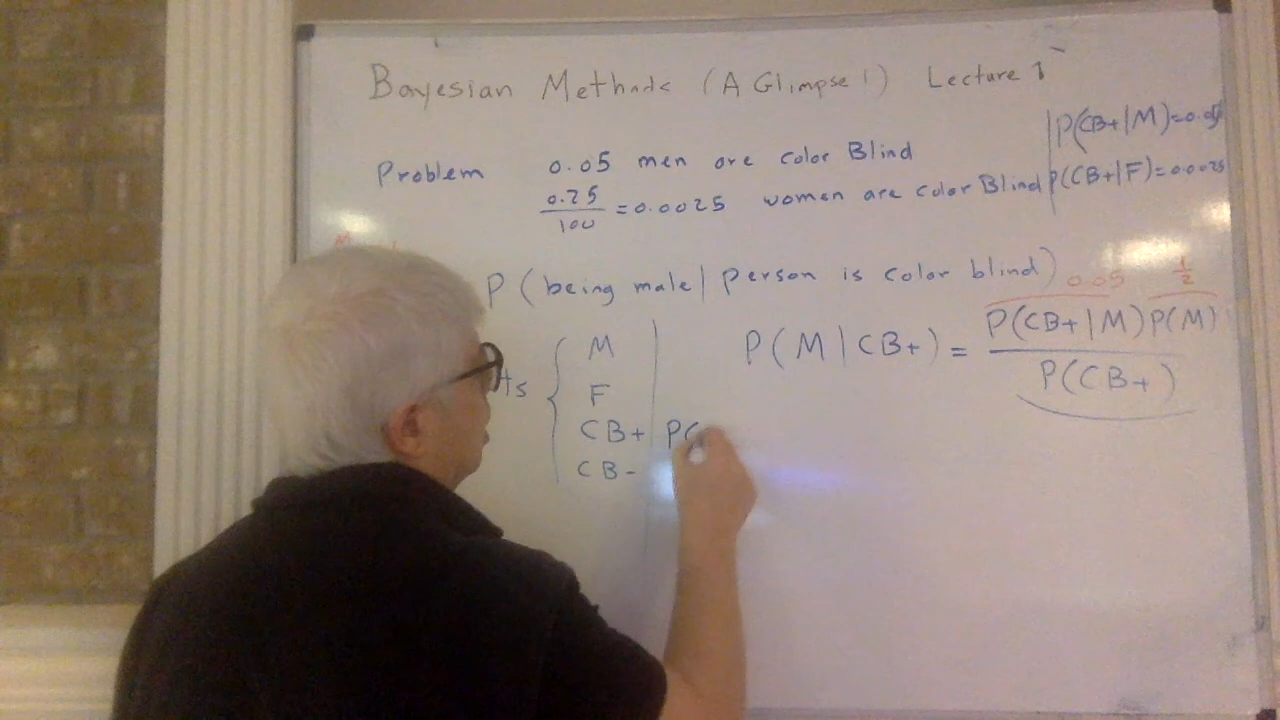 Bayesian Methods (A Glimpse!) Lecture 1
P(CB+|M)=0.05
Problem 0.05 men are color Blind
P(CB+|F)=0.0025
0.25
100
=0.0025 women are color Blind
P(being male| person is color blind)
0.05 1/2
P(M|CB+) =
P(CB+|M)P(M)
P(CB+)
ts
M
F
CB+ P(
CB-